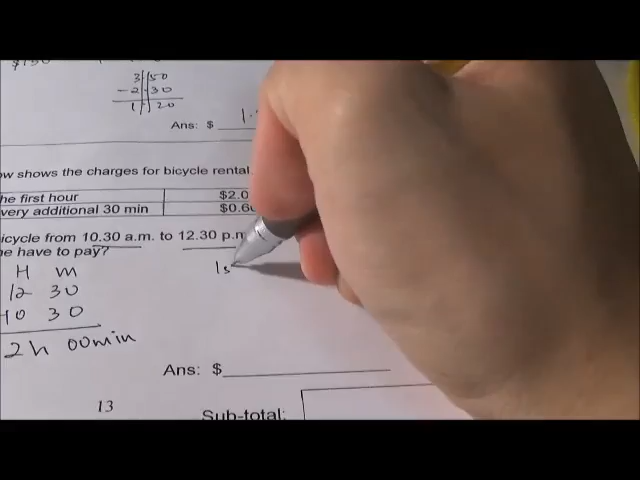 3 50
- 2 30
1 20
Ans: $
ow shows the charges for bicycle rental.
he first hour $2.0
very additional 30 min $0.60
icycle from 10.30 a.m. to 12.30 p.m
he have to pay?
H m
12 30
10 30
2h 00min
1s
Ans: $
13
Sub-total: